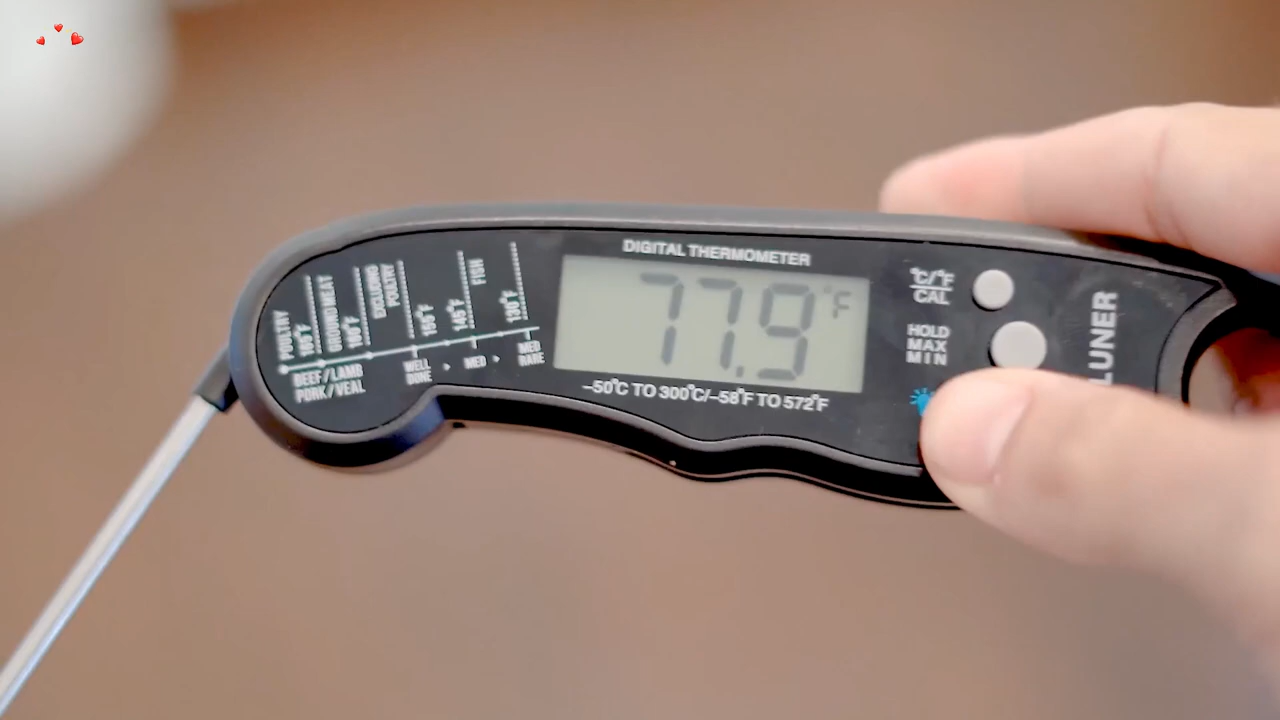 DIGITAL THERMOMETER
77.9°F
-50°C TO 300°C/-58°F TO 572°F
°C/°F
CAL
HOLD
MAX
MIN
LUNER
POULTRY
165°F
GROUND MEAT
160°F
EXCLUDING
POULTRY
145°F
FISH
130°F
BEEF/LAMB
PORK/VEAL
WELL
DONE
MED
MED
RARE